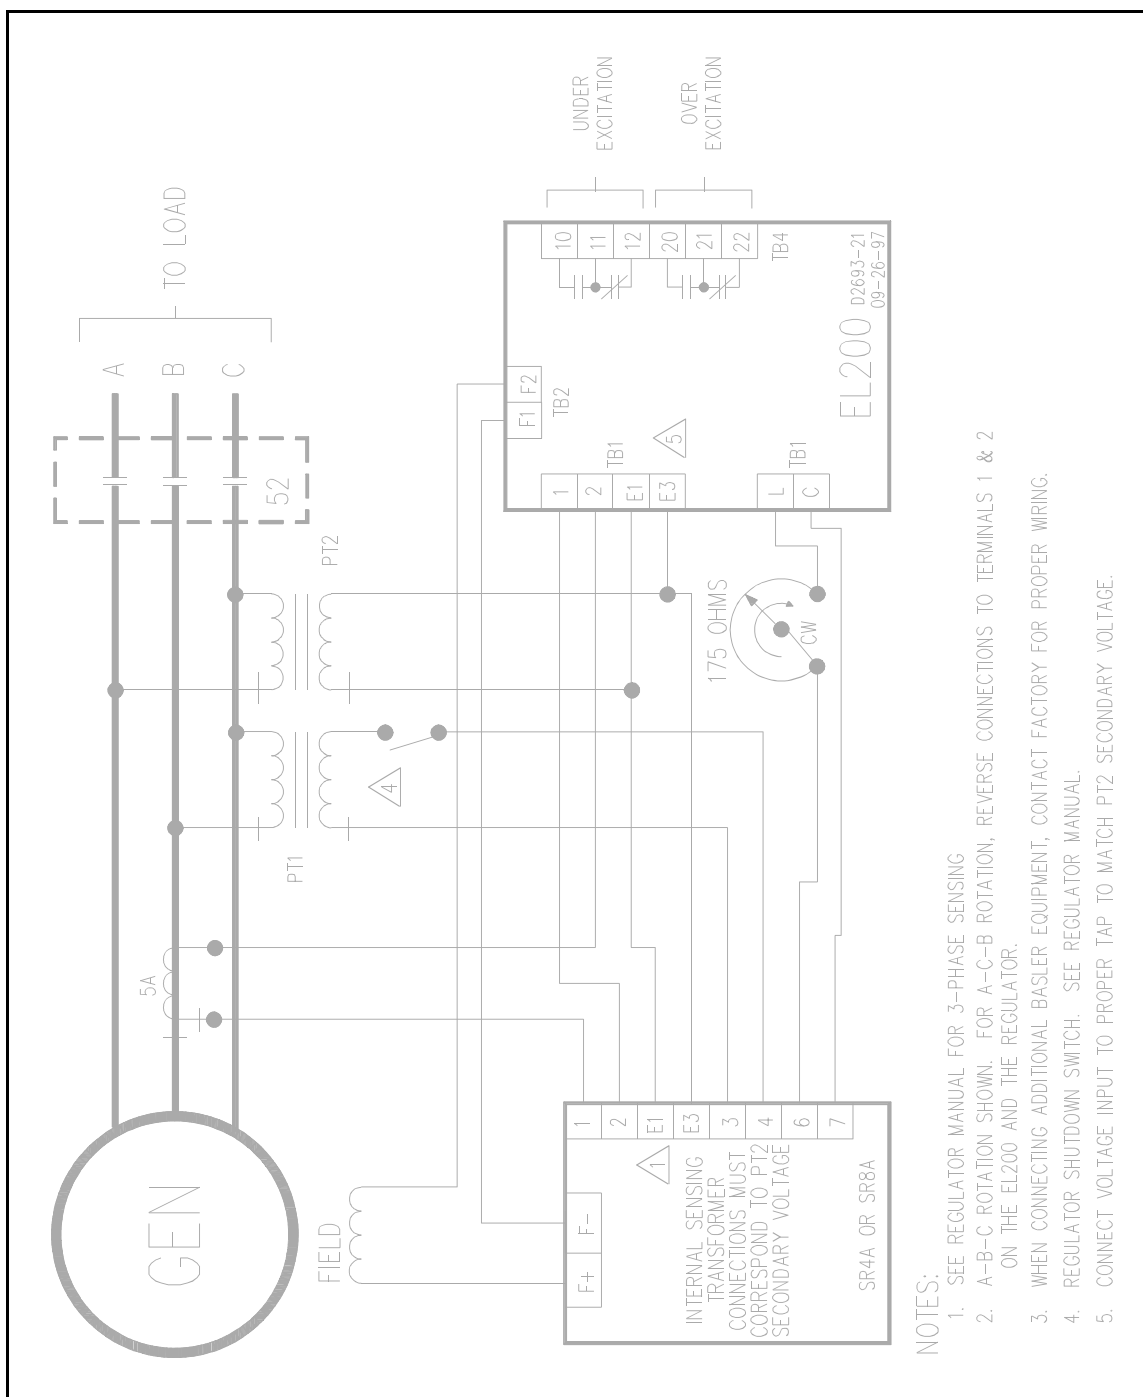 GEN
FIELD
5A
PT1
PT2
4
52
A
B
C
TO LOAD
F+
F-
1
2
E1
E3
3
4
6
7
1
INTERNAL SENSING
TRANSFORMER
CONNECTIONS MUST
CORRESPOND TO PT2
SECONDARY VOLTAGE
SR4A OR SR8A
175 OHMS
CW
1
2
E1
E3
TB1
5
L
C
TB1
F1
F2
TB2
10
11
12
20
21
22
TB4
EL200
D2693-21
09-26-97
UNDER
EXCITATION
OVER
EXCITATION
NOTES:
1. SEE REGULATOR MANUAL FOR 3-PHASE SENSING
2. A-B-C ROTATION SHOWN. FOR A-C-B ROTATION, REVERSE CONNECTIONS TO TERMINALS 1 & 2
ON THE EL200 AND THE REGULATOR.
3. WHEN CONNECTING ADDITIONAL BASLER EQUIPMENT, CONTACT FACTORY FOR PROPER WIRING.
4. REGULATOR SHUTDOWN SWITCH. SEE REGULATOR MANUAL.
5. CONNECT VOLTAGE INPUT TO PROPER TAP TO MATCH PT2 SECONDARY VOLTAGE.